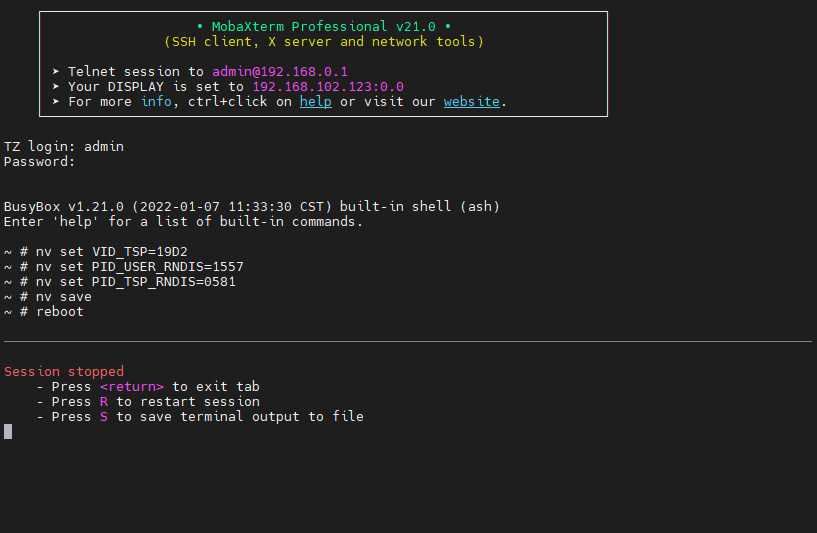 • MobaXterm Professional v21.0 •
(SSH client, X server and network tools)
➤ Telnet session to admin@192.168.0.1
➤ Your DISPLAY is set to 192.168.102.123:0.0
➤ For more info, ctrl+click on help or visit our website.
TZ login: admin
Password:
BusyBox v1.21.0 (2022-01-07 11:33:30 CST) built-in shell (ash)
Enter 'help' for a list of built-in commands.
~ # nv set VID_TSP=19D2
~ # nv set PID_USER_RNDIS=1557
~ # nv set PID_TSP_RNDIS=0581
~ # nv save
~ # reboot
Session stopped
- Press <return> to exit tab
- Press R to restart session
- Press S to save terminal output to file